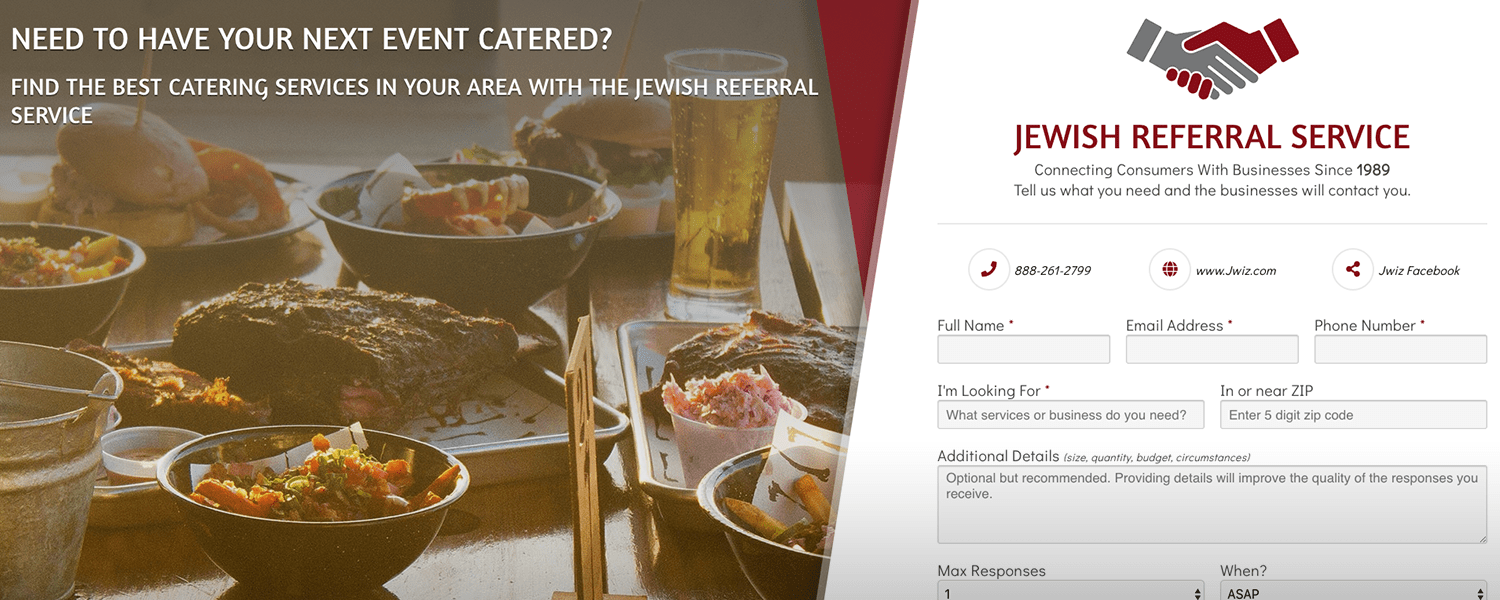 NEED TO HAVE YOUR NEXT EVENT CATERED?
FIND THE BEST CATERING SERVICES IN YOUR AREA WITH THE JEWISH REFERRAL
SERVICE
JEWISH REFERRAL SERVICE
Connecting Consumers With Businesses Since 1989
Tell us what you need and the businesses will contact you.
888-261-2799 www.Jwiz.com Jwiz Facebook
Full Name * Email Address * Phone Number *
I'm Looking For * In or near ZIP
What services or business do you need? Enter 5 digit zip code
Additional Details (size, quantity, budget, circumstances)
Optional but recommended. Providing details will improve the quality of the responses you
receive.
Max Responses When?
1 ASAP